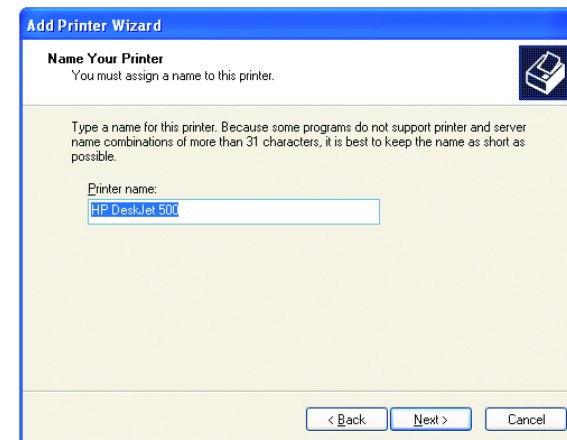 Add Printer Wizard
Name Your Printer
You must assign a name to this printer.
Type a name for this printer. Because some programs do not support printer and server
name combinations of more than 31 characters, it is best to keep the name as short as
possible.
Printer name:
HP DeskJet 500
< Back Next > Cancel